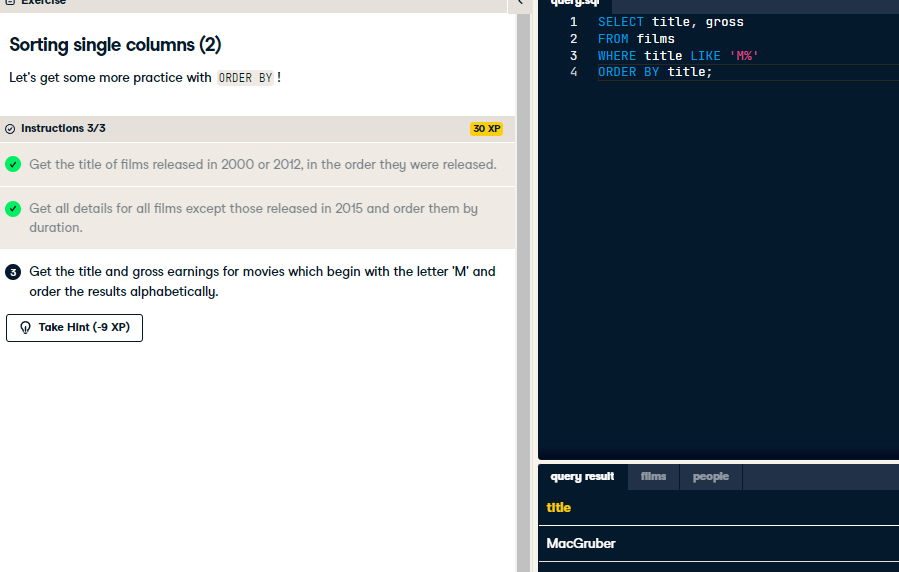 Exercise
Sorting single columns (2)
Let's get some more practice with ORDER BY !
Instructions 3/3
30 XP
Get the title of films released in 2000 or 2012, in the order they were released.
Get all details for all films except those released in 2015 and order them by
duration.
3 Get the title and gross earnings for movies which begin with the letter 'M' and
order the results alphabetically.
Take Hint (-9 XP)
query.sql
1 SELECT title, gross
2 FROM films
3 WHERE title LIKE 'M%'
4 ORDER BY title;
query result films people
title
MacGruber